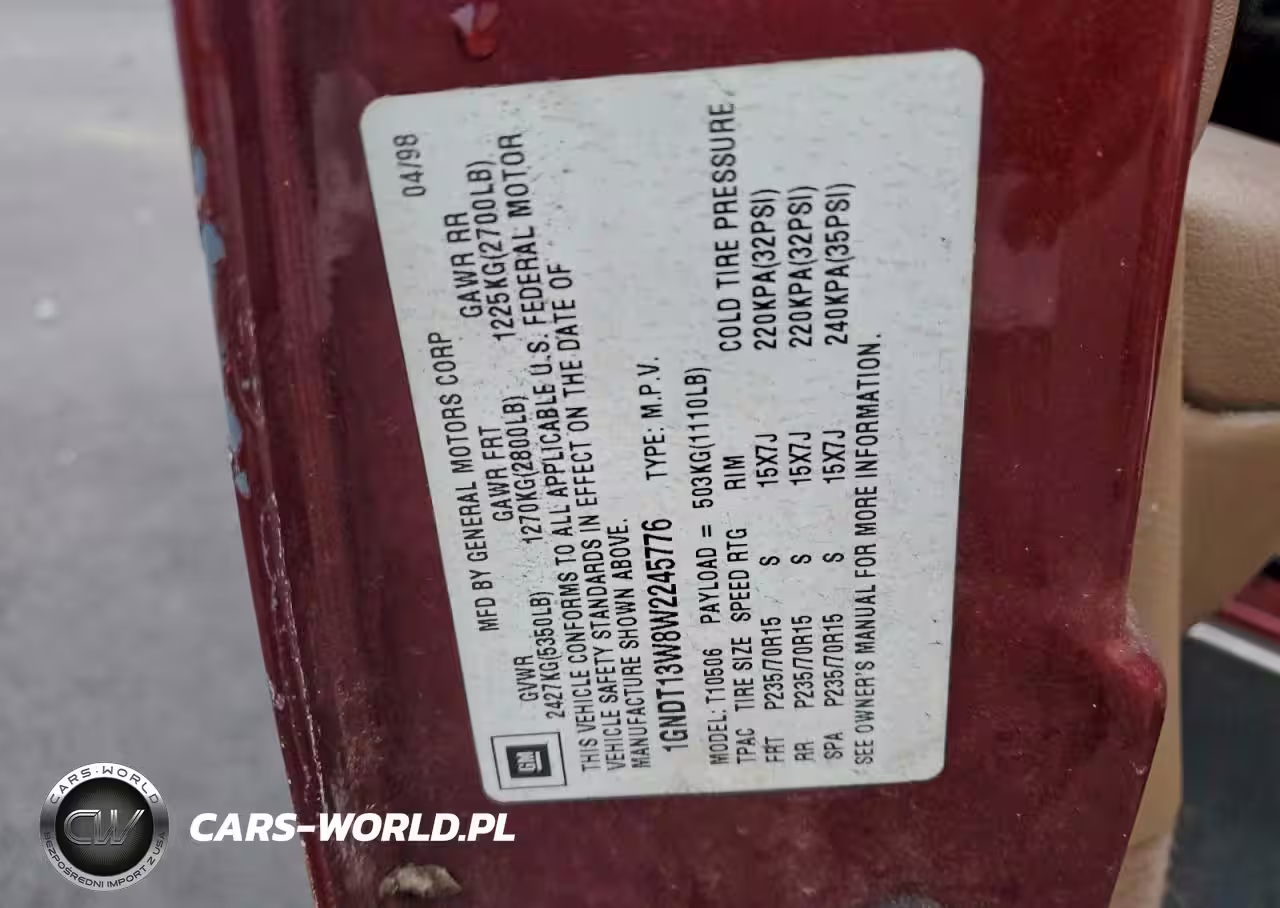 MFD BY GENERAL MOTORS CORP 04/98
GVWR GAWR FRT GAWR RR
2427KG(5350LB) 1270KG(2800LB) 1225KG(2700LB)
THIS VEHICLE CONFORMS TO ALL APPLICABLE U.S. FEDERAL MOTOR
VEHICLE SAFETY STANDARDS IN EFFECT ON THE DATE OF
MANUFACTURE SHOWN ABOVE.
GM
1GNDT13W8W2245776 TYPE: M.P.V.
MODEL: T10506 PAYLOAD = 503KG(1110LB)
TPAC TIRE SIZE SPEED RTG RIM COLD TIRE PRESSURE
FRT P235/70R15 S 15X7J 220KPA(32PSI)
RR P235/70R15 S 15X7J 220KPA(32PSI)
SPA P235/70R15 S 15X7J 240KPA(35PSI)
SEE OWNER'S MANUAL FOR MORE INFORMATION.
CARS-WORLD
CW
BEZPOŚREDNI IMPORT Z USA
CARS-WORLD.PL